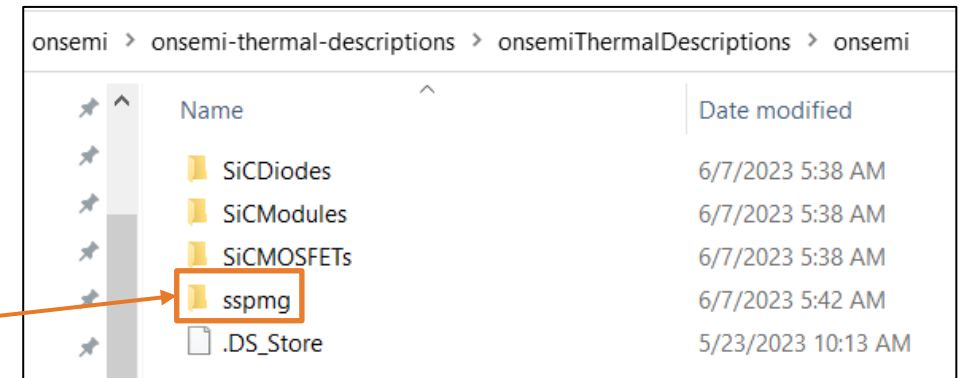 onsemi > onsemi-thermal-descriptions > onsemiThermalDescriptions > onsemi
Name Date modified
SiCDiodes 6/7/2023 5:38 AM
SiCModules 6/7/2023 5:38 AM
SiCMOSFETs 6/7/2023 5:38 AM
sspmg 6/7/2023 5:42 AM
.DS_Store 5/23/2023 10:13 AM